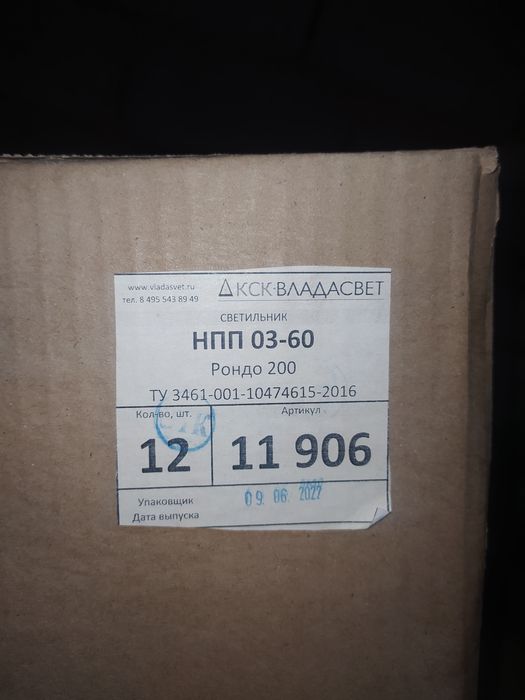 www.vladasvet.ru
тел. 8 495 543 89 49
КСК-ВЛАДАСВЕТ
СВЕТИЛЬНИК
НПП 03-60
Рондо 200
ТУ 3461-001-10474615-2016
Кол-во, шт.
Артикул
12
11 906
Упаковщик
Дата выпуска
09. 06. 2022